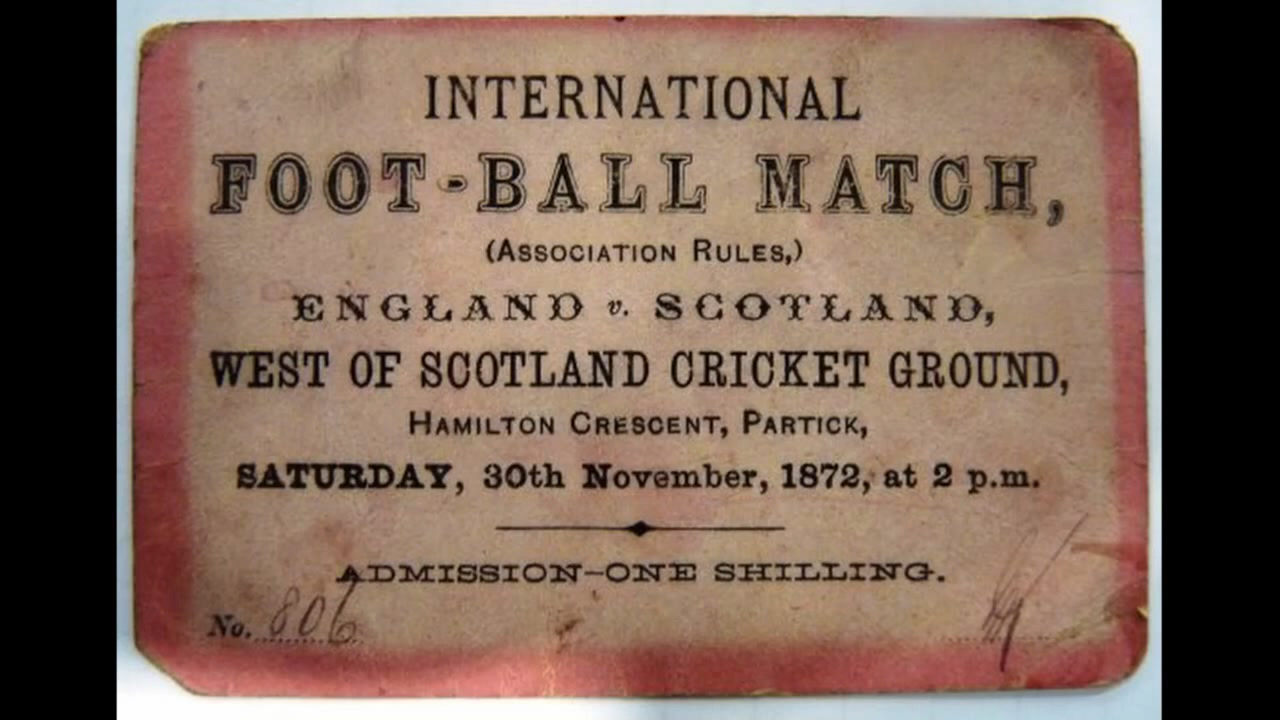 INTERNATIONAL
FOOT-BALL MATCH,
(ASSOCIATION RULES,)
ENGLAND v. SCOTLAND,
WEST OF SCOTLAND CRICKET GROUND,
HAMILTON CRESCENT, PARTICK,
SATURDAY, 30th November, 1872, at 2 p.m.
ADMISSION-ONE SHILLING.
No. 806